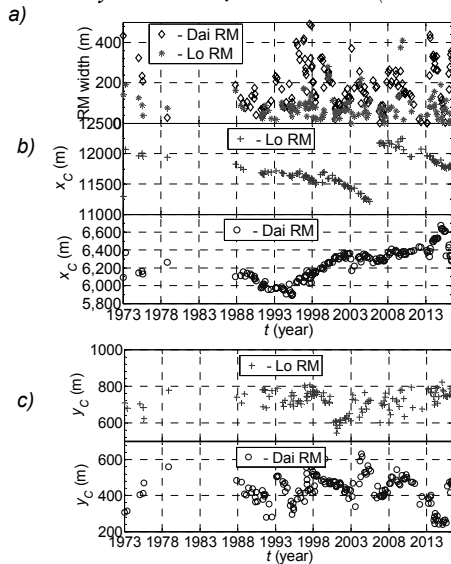 a)
◇ - Dai RM
* - Lo RM
RM width (m)
400
200
b)
12500
12000
11500
11000
x_C (m)
+ - Lo RM
6,600
6,400
6,200
6,000
5,800
x_C (m)
○ - Dai RM
1973 1978 1983 1988 1993 1998 2003 2008 2013
t (year)
c)
1000
800
600
y_C (m)
+ - Lo RM
600
400
200
y_C (m)
○ - Dai RM
1973 1978 1983 1988 1993 1998 2003 2008 2013
t (year)